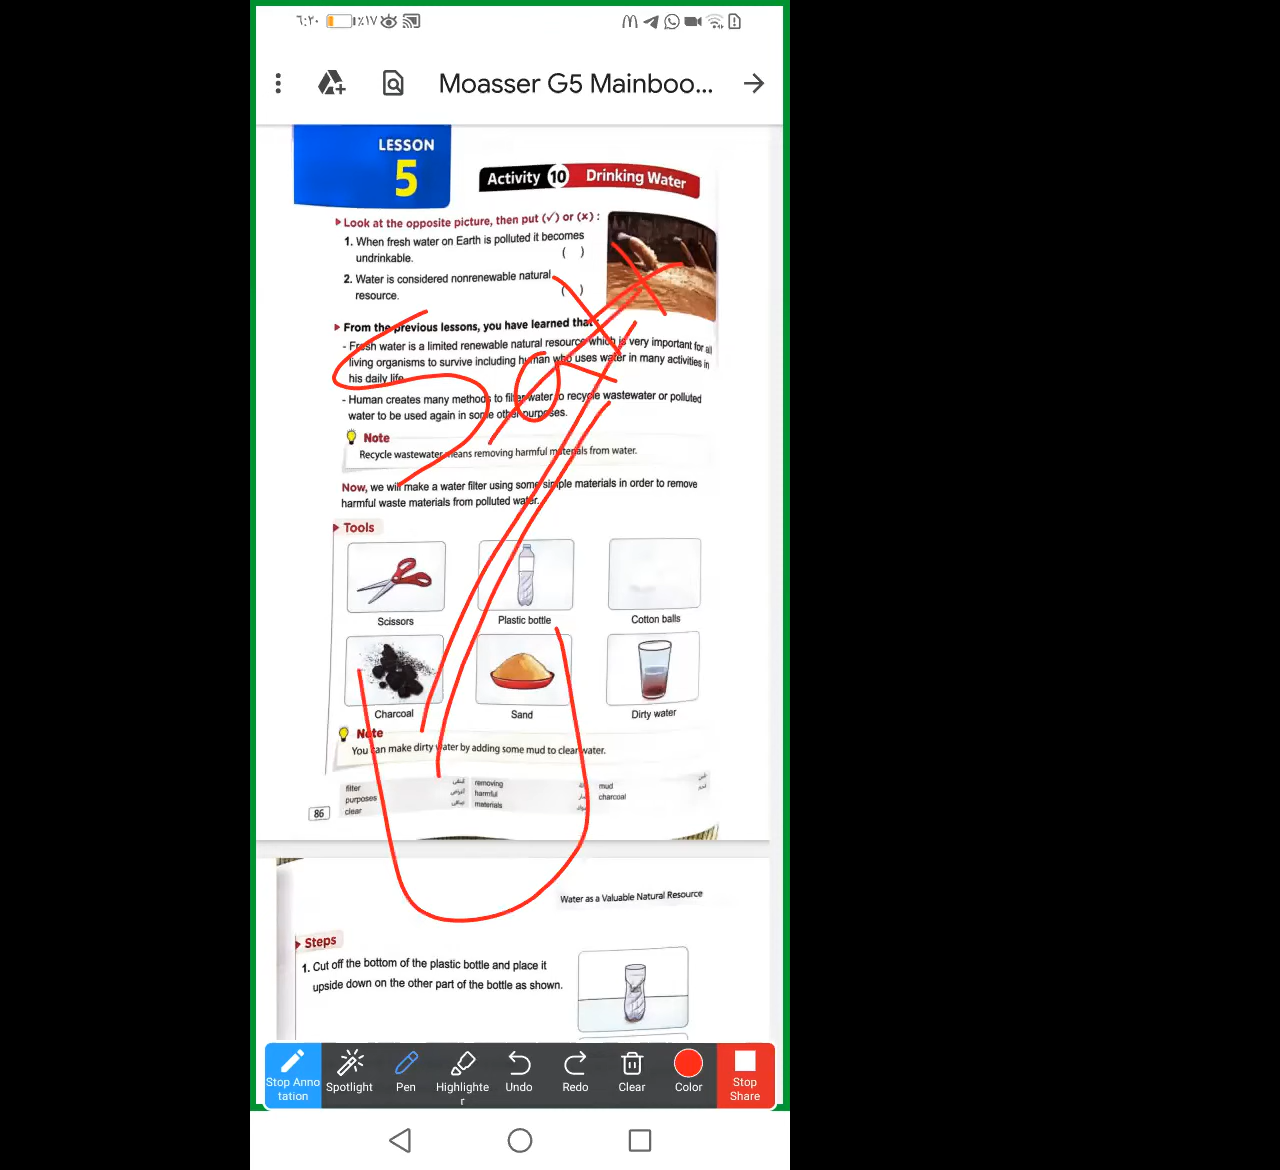 ٦:٢٠ ٪١٧
Moasser G5 Mainboo...
LESSON
5
Activity 10 Drinking Water
Look at the opposite picture, then put (✓) or (x) :
1. When fresh water on Earth is polluted it becomes
undrinkable. ( )
2. Water is considered nonrenewable natural
resource. ( )
From the previous lessons, you have learned that :
- Fresh water is a limited renewable natural resource which is very important for all
living organisms to survive including human who uses water in many activities in
his daily life.
- Human creates many methods to filter water to recycle wastewater or polluted
water to be used again in some other purposes.
Note
Recycle wastewater means removing harmful materials from water.
Now, we will make a water filter using some simple materials in order to remove
harmful waste materials from polluted water.
Tools
Scissors Plastic bottle Cotton balls
Charcoal Sand Dirty water
Note
You can make dirty water by adding some mud to clear water.
filter removing mud
purposes harmful charcoal
clear materials
86
Water as a Valuable Natural Resource
Steps
1. Cut off the bottom of the plastic bottle and place it
upside down on the other part of the bottle as shown.
Stop Anno
tation
Spotlight
Pen
Highlighte
r
Undo
Redo
Clear
Color
Stop
Share